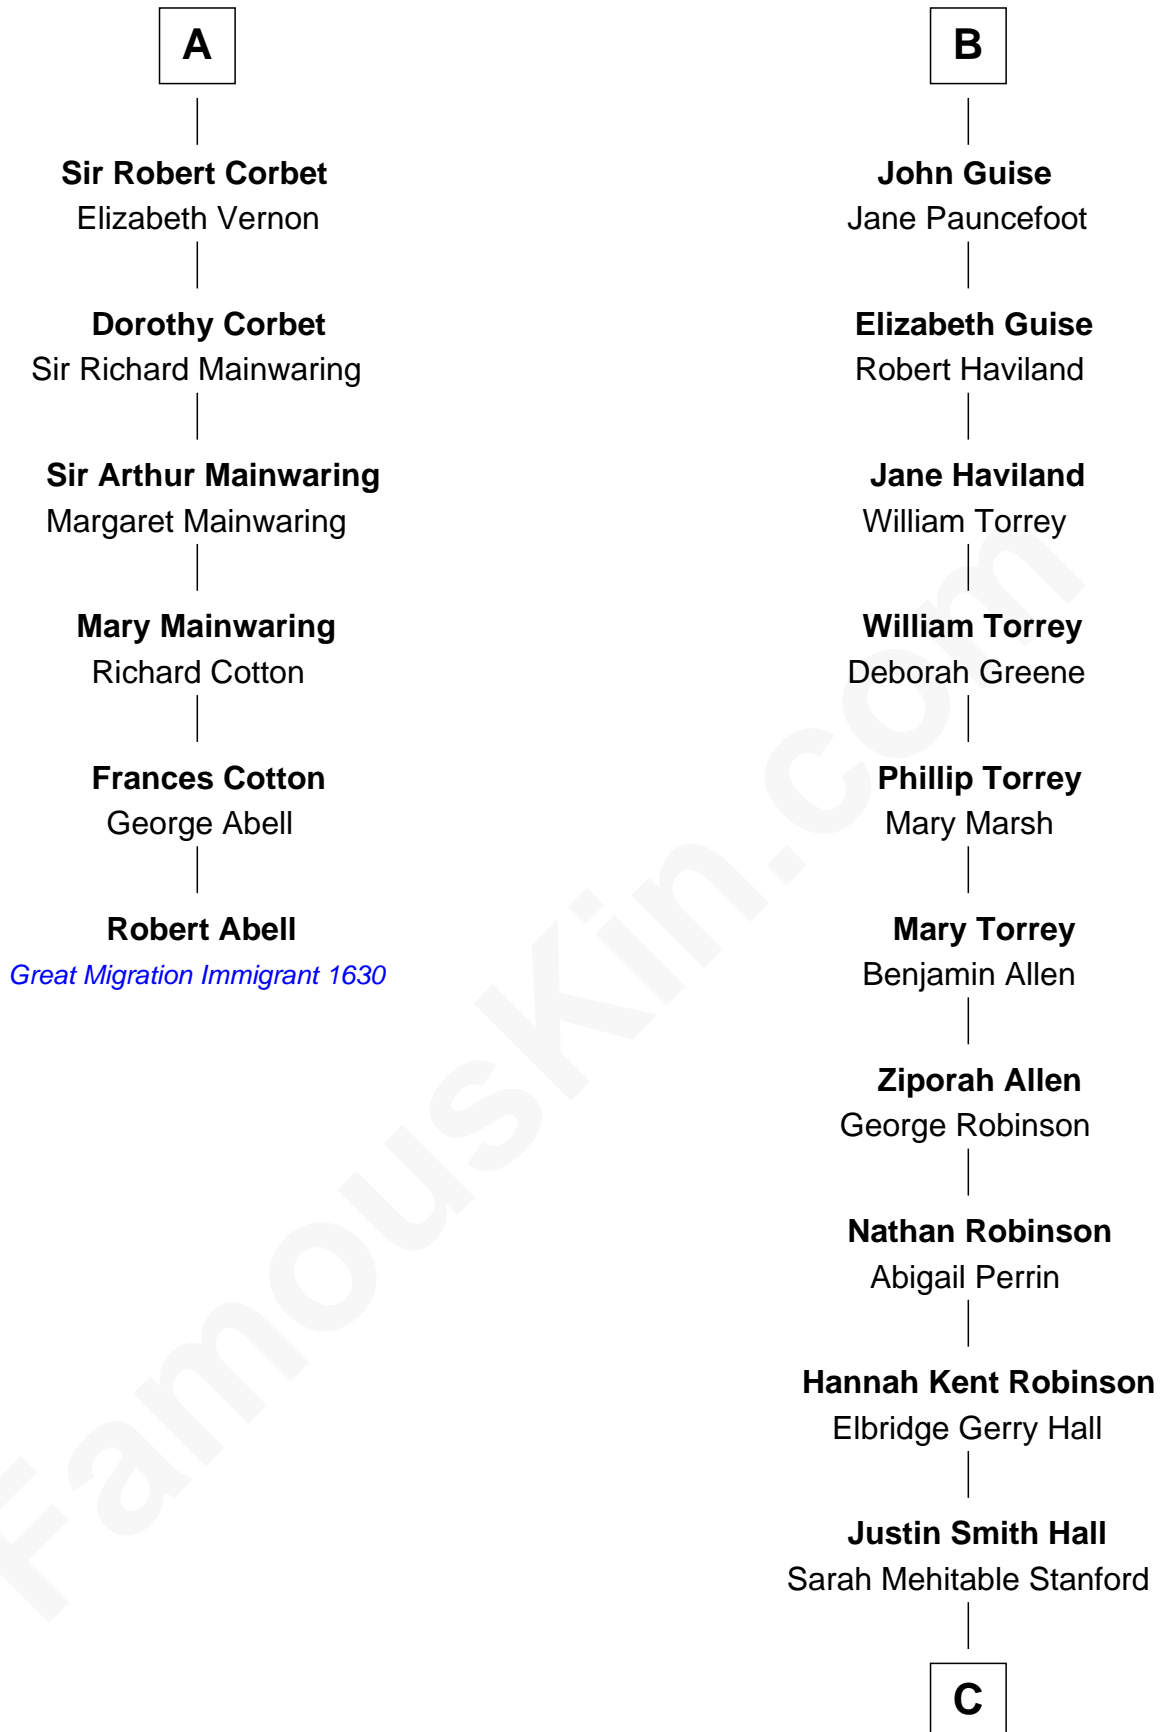 A
Sir Robert Corbet
Elizabeth Vernon
Dorothy Corbet
Sir Richard Mainwaring
Sir Arthur Mainwaring
Margaret Mainwaring
Mary Mainwaring
Richard Cotton
Frances Cotton
George Abell
Robert Abell
Great Migration Immigrant 1630
B
John Guise
Jane Pauncefoot
Elizabeth Guise
Robert Haviland
Jane Haviland
William Torrey
William Torrey
Deborah Greene
Phillip Torrey
Mary Marsh
Mary Torrey
Benjamin Allen
Ziporah Allen
George Robinson
Nathan Robinson
Abigail Perrin
Hannah Kent Robinson
Elbridge Gerry Hall
Justin Smith Hall
Sarah Mehitable Stanford
C
FamousKin.com